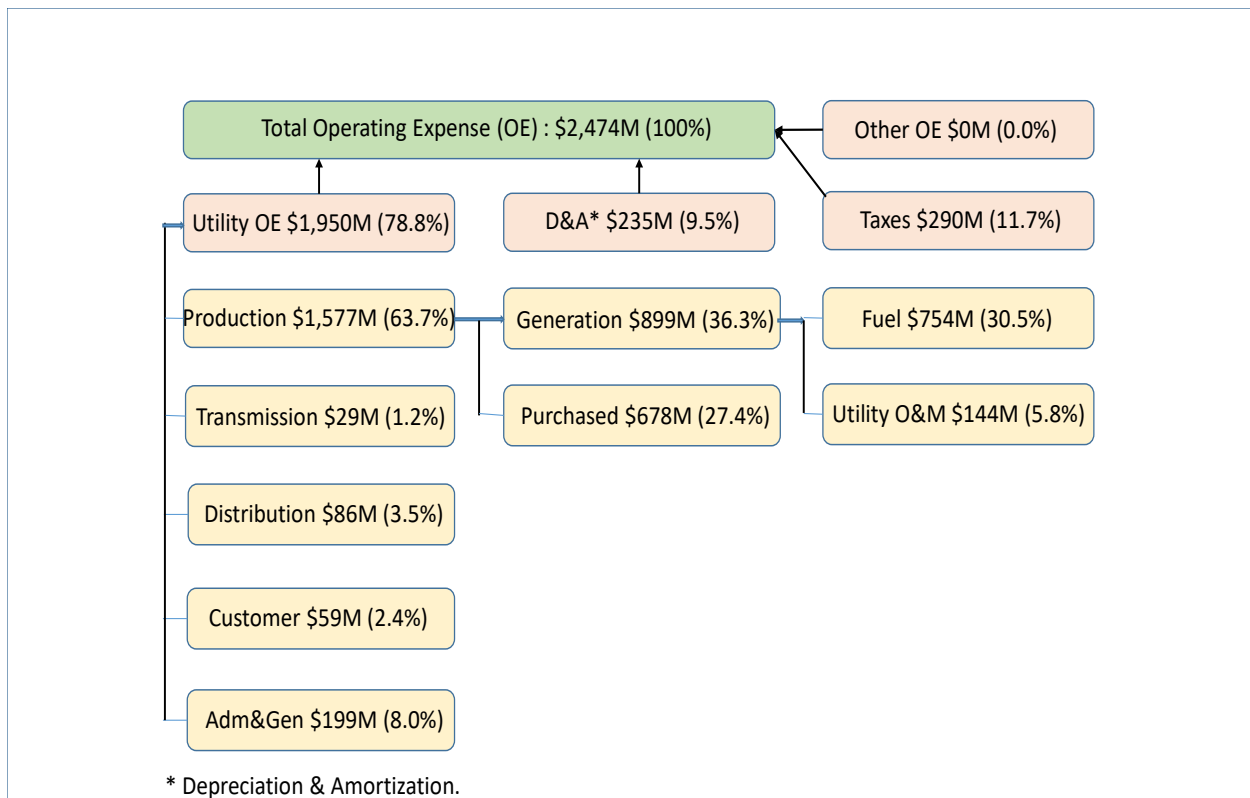 Total Operating Expense (OE) : $2,474M (100%)
Other OE $0M (0.0%)
Utility OE $1,950M (78.8%)
D&A* $235M (9.5%)
Taxes $290M (11.7%)
Production $1,577M (63.7%)
Generation $899M (36.3%)
Fuel $754M (30.5%)
Transmission $29M (1.2%)
Purchased $678M (27.4%)
Utility O&M $144M (5.8%)
Distribution $86M (3.5%)
Customer $59M (2.4%)
Adm&Gen $199M (8.0%)
* Depreciation & Amortization.